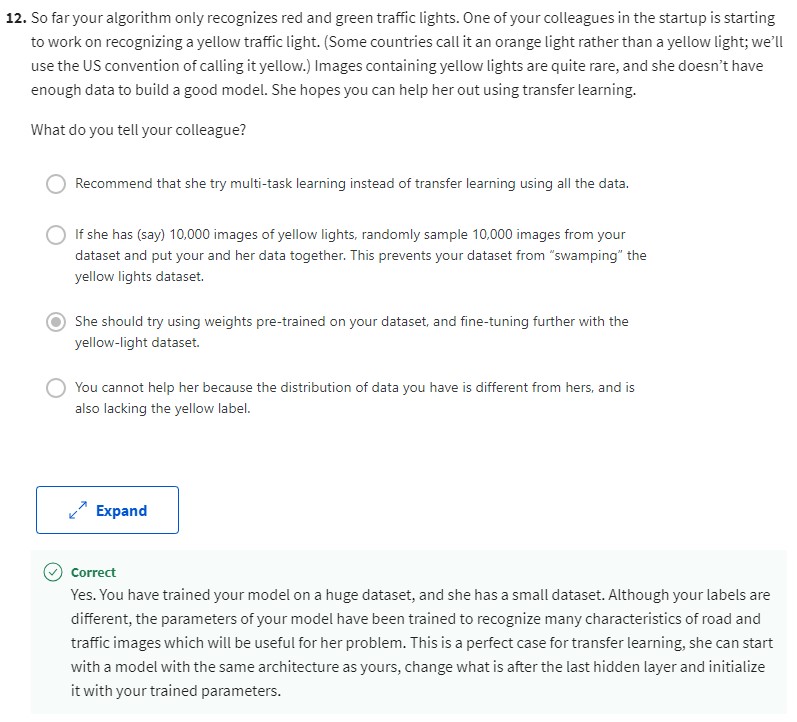 12. So far your algorithm only recognizes red and green traffic lights. One of your colleagues in the startup is starting
to work on recognizing a yellow traffic light. (Some countries call it an orange light rather than a yellow light; we'll
use the US convention of calling it yellow.) Images containing yellow lights are quite rare, and she doesn't have
enough data to build a good model. She hopes you can help her out using transfer learning.
What do you tell your colleague?
Recommend that she try multi-task learning instead of transfer learning using all the data.
If she has (say) 10,000 images of yellow lights, randomly sample 10,000 images from your
dataset and put your and her data together. This prevents your dataset from "swamping" the
yellow lights dataset.
She should try using weights pre-trained on your dataset, and fine-tuning further with the
yellow-light dataset.
You cannot help her because the distribution of data you have is different from hers, and is
also lacking the yellow label.
Expand
Correct
Yes. You have trained your model on a huge dataset, and she has a small dataset. Although your labels are
different, the parameters of your model have been trained to recognize many characteristics of road and
traffic images which will be useful for her problem. This is a perfect case for transfer learning, she can start
with a model with the same architecture as yours, change what is after the last hidden layer and initialize
it with your trained parameters.